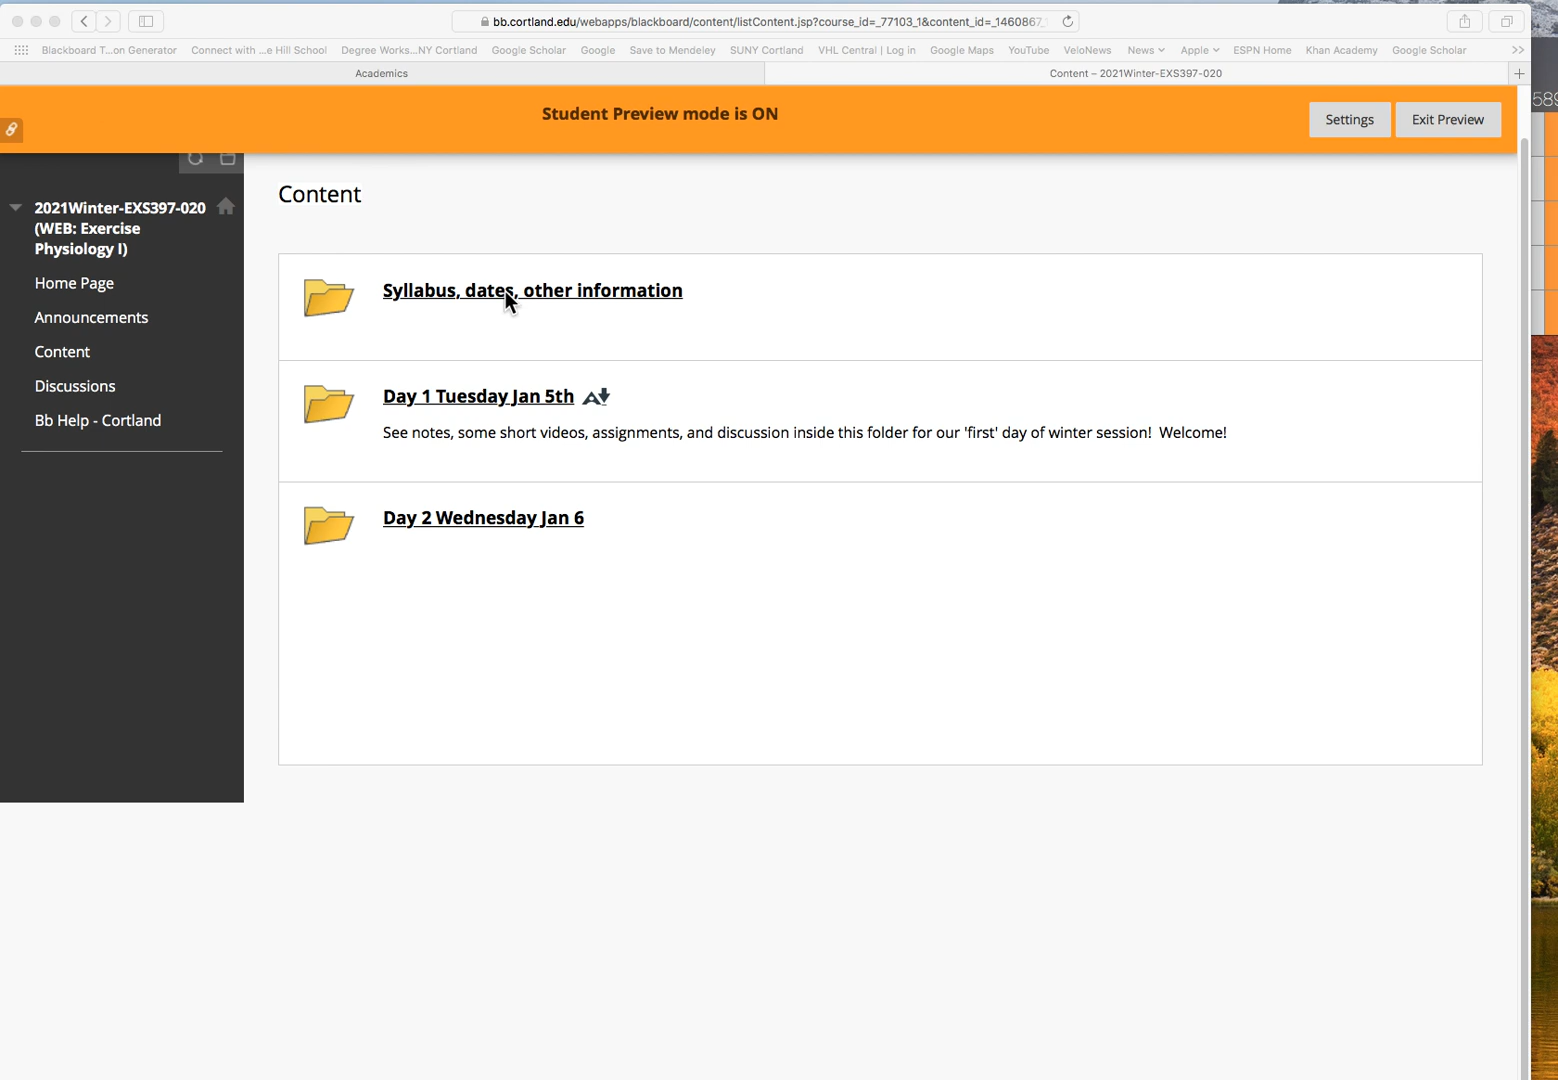 bb.cortland.edu/webapps/blackboard/content/listContent.jsp?course_id=_77103_1&content_id=_1460867_
Blackboard T...on Generator Connect with ...e Hill School Degree Works...NY Cortland Google Scholar Google Save to Mendeley SUNY Cortland VHL Central | Log in Google Maps YouTube VeloNews News Apple ESPN Home Khan Academy Google Scholar >>
Academics
Content – 2021Winter-EXS397-020
Student Preview mode is ON
Settings
Exit Preview
2021Winter-EXS397-020
(WEB: Exercise
Physiology I)
Home Page
Announcements
Content
Discussions
Bb Help - Cortland
Content
Syllabus, dates, other information
Day 1 Tuesday Jan 5th
See notes, some short videos, assignments, and discussion inside this folder for our 'first' day of winter session! Welcome!
Day 2 Wednesday Jan 6